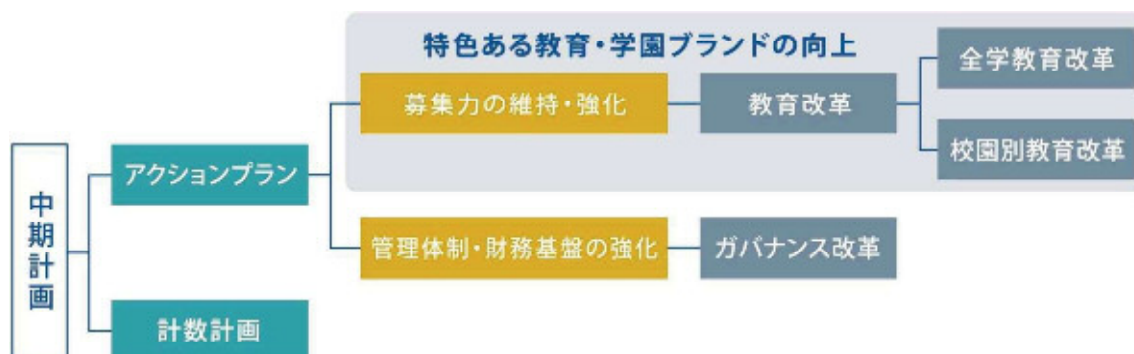 特色ある教育・学園ブランドの向上
全学教育改革
募集力の維持・強化
教育改革
校園別教育改革
アクションプラン
中期計画
管理体制・財務基盤の強化
ガバナンス改革
計数計画